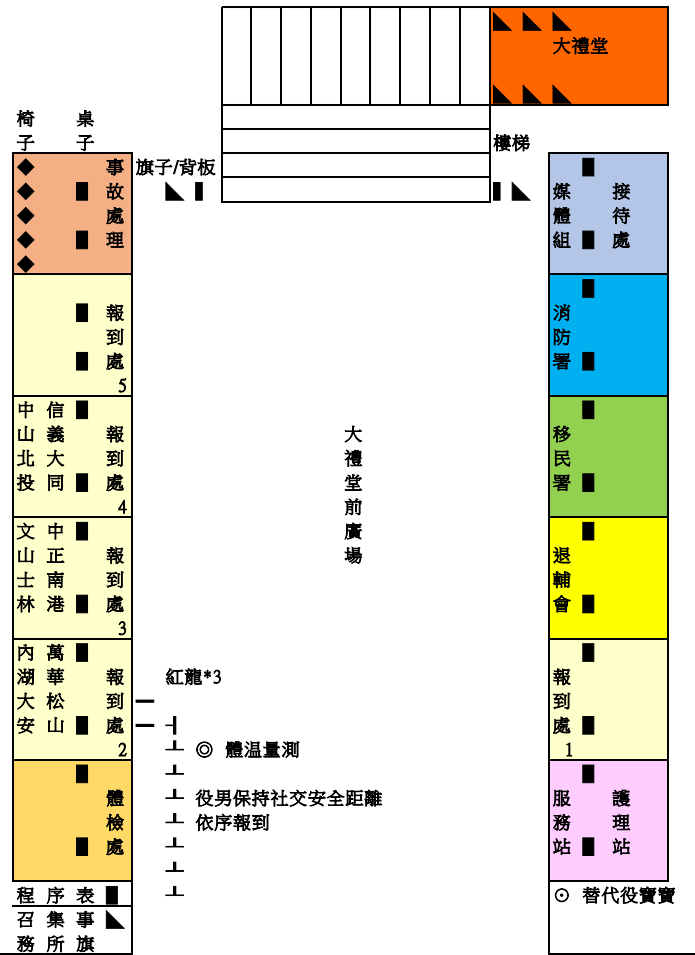 大禮堂
椅子
桌子
樓梯
旗子/背板
事故處理
報到處5
中山北投
信義大同
報到處4
文山士林
中正南港
報到處3
內湖大安
萬華松山
報到處2
體檢處
程序表
召集事
務所旗
大禮堂前廣場
紅龍*3
◎ 體温量測
役男保持社交安全距離
依序報到
媒體組
接待處
消防署
移民署
退輔會
報到處1
服務站
護理站
⊙ 替代役寶寶